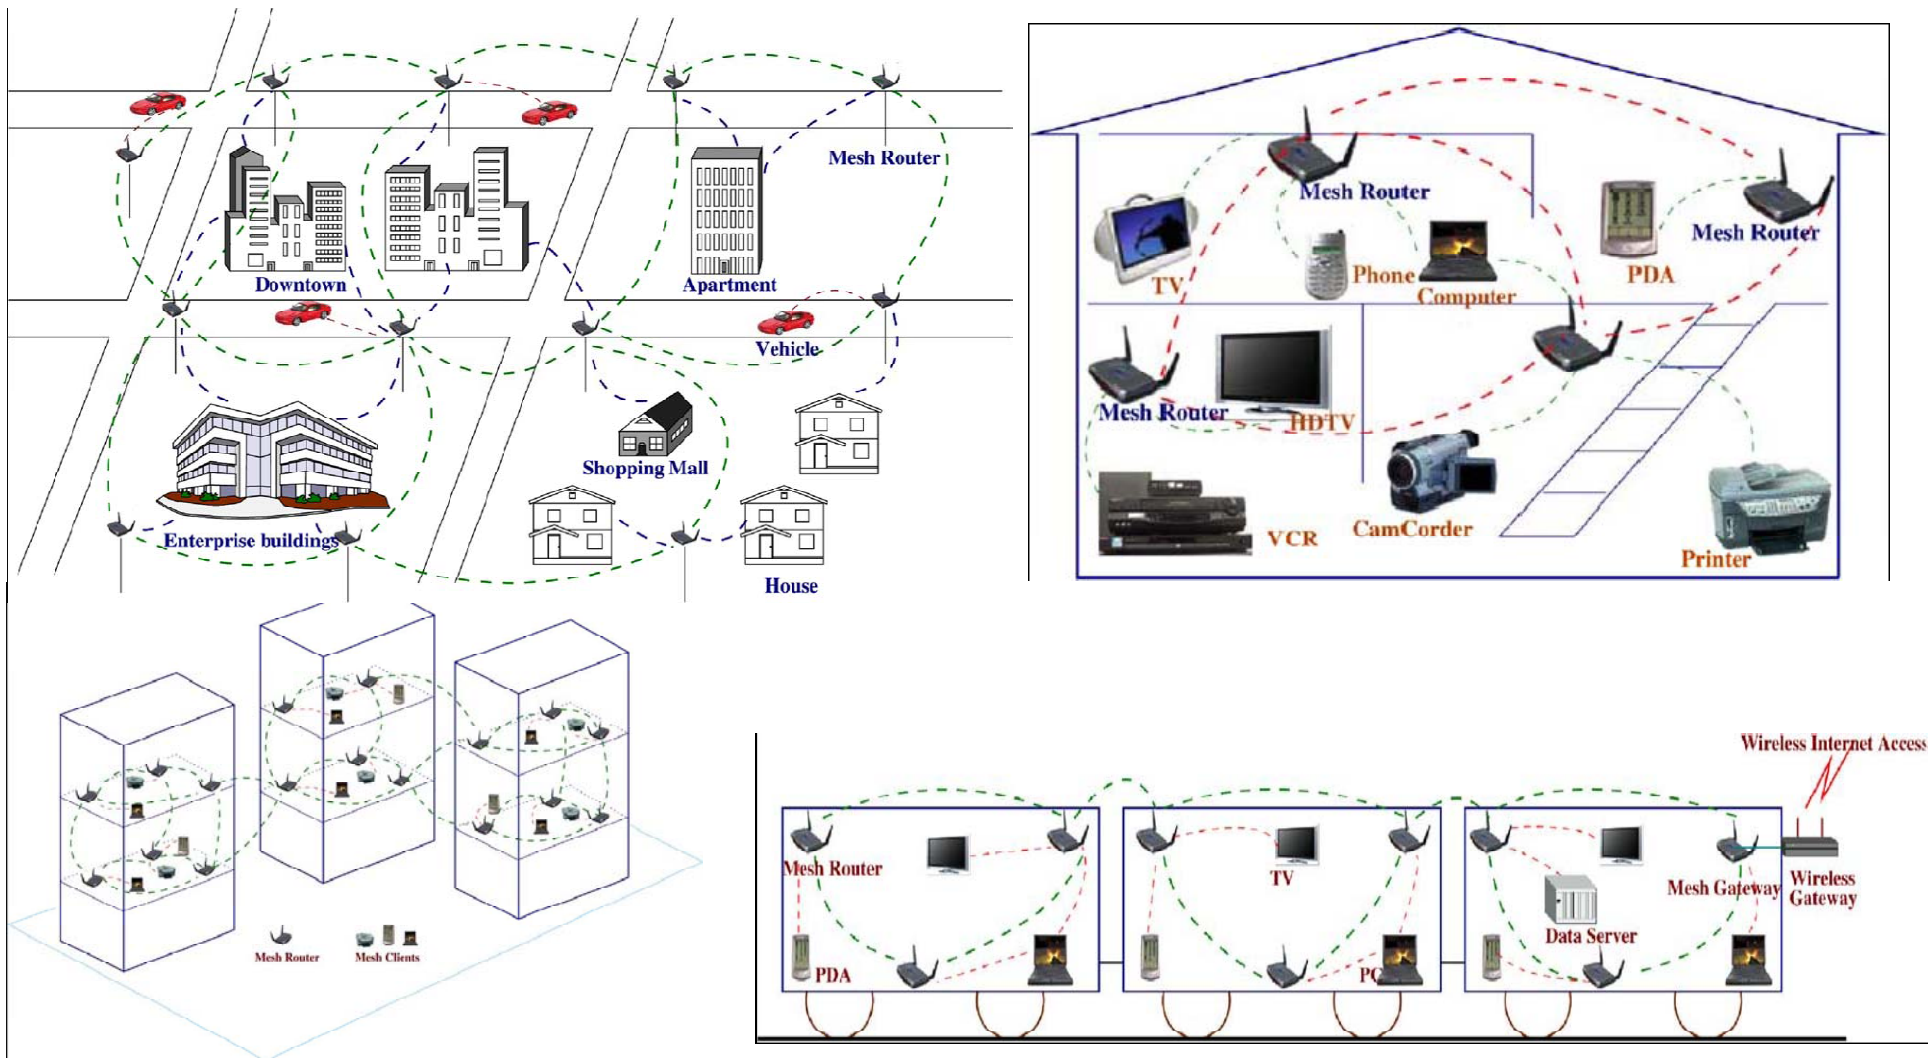 Mesh Router
Downtown
Apartment
Vehicle
Shopping Mall
Enterprise buildings
House
Mesh Router
Mesh Router
TV
Phone
Computer
PDA
Mesh Router
HDTV
VCR
CamCorder
Printer
Mesh Router
Mesh Clients
Wireless Internet Access
Mesh Router
TV
Mesh Gateway
Wireless
Gateway
Data Server
PDA
PC